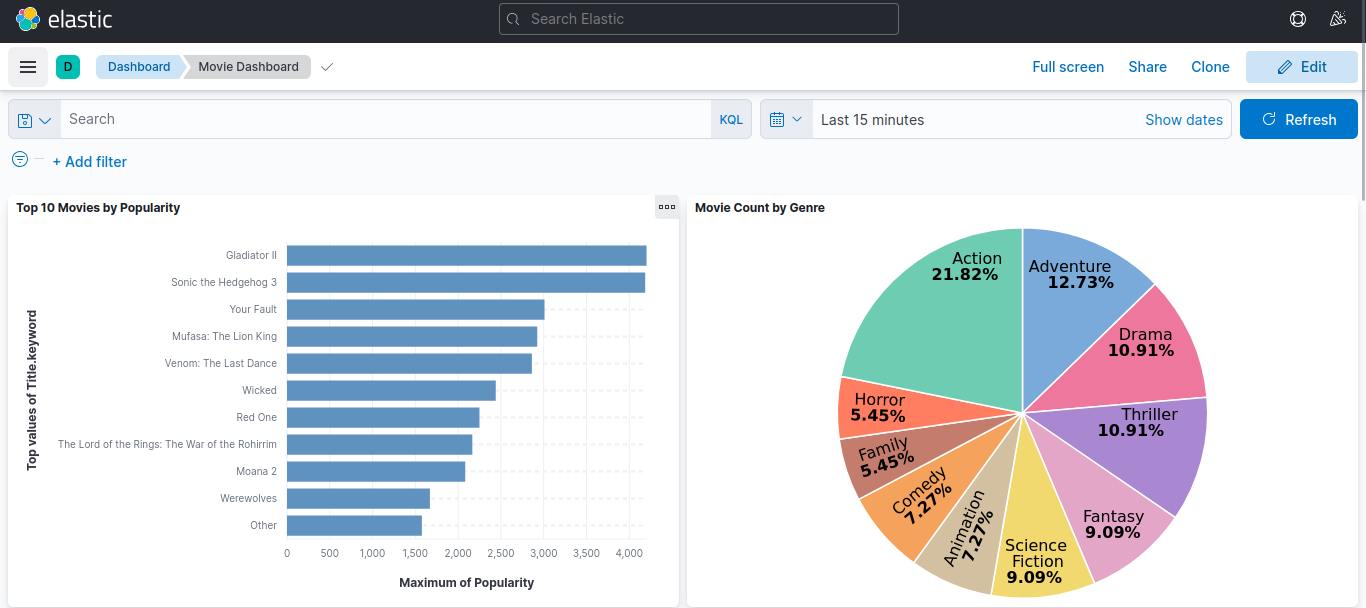 elastic
Search Elastic
D
Dashboard
Movie Dashboard
Full screen
Share
Clone
Edit
Search
KQL
Last 15 minutes
Show dates
Refresh
+ Add filter
Top 10 Movies by Popularity
Top values of Title.keyword
Gladiator II
Sonic the Hedgehog 3
Your Fault
Mufasa: The Lion King
Venom: The Last Dance
Wicked
Red One
The Lord of the Rings: The War of the Rohirrim
Moana 2
Werewolves
Other
0 500 1,000 1,500 2,000 2,500 3,000 3,500 4,000
Maximum of Popularity
Movie Count by Genre
Action
21.82%
Adventure
12.73%
Drama
10.91%
Thriller
10.91%
Fantasy
9.09%
Science
Fiction
9.09%
Animation
7.27%
Comedy
7.27%
Family
5.45%
Horror
5.45%